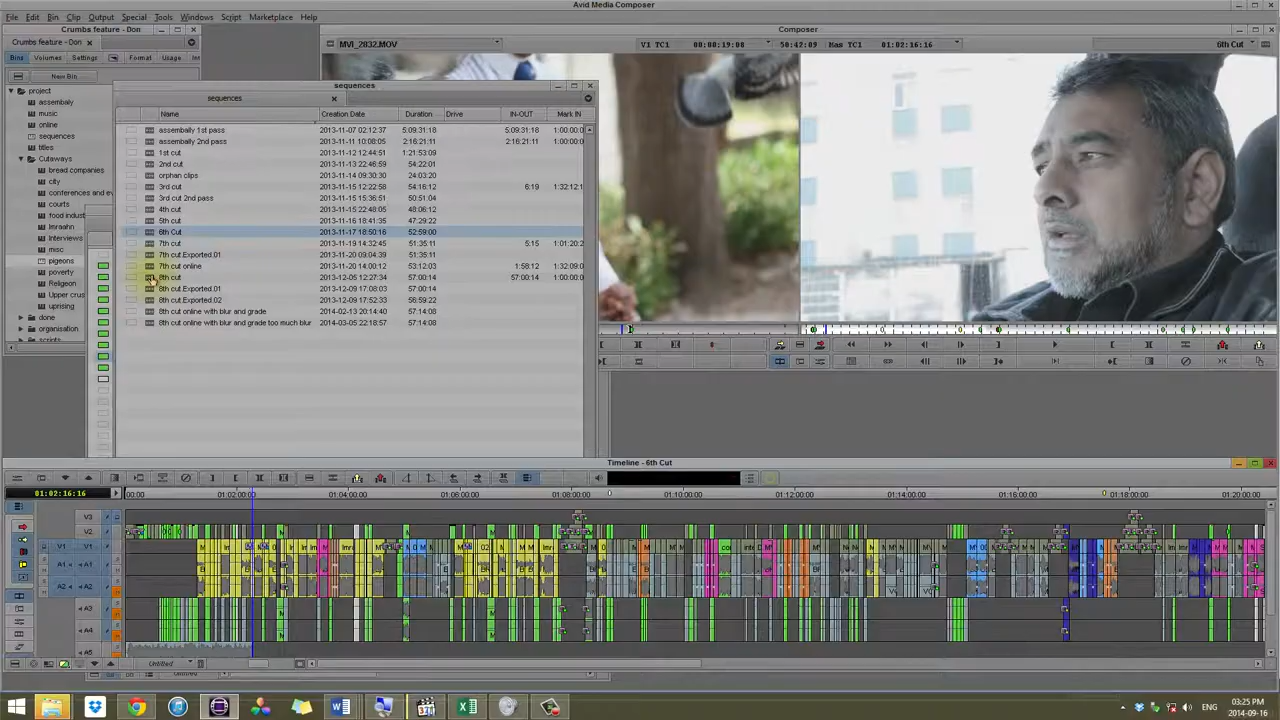 Avid Media Composer
File Edit Bin Clip Output Special Tools Windows Script Marketplace Help
Crumbs feature - Don
Composer
Crumbs feature - Don
MVI_2832.MOV V1 TC1 00:00:19:08 50:42:09 Mas TC1 01:02:16:16 6th Cut
Bins Volumes Settings Format Usage
New Bin
sequences
sequences
project
assembaly
music
online
sequences
titles
Cutaways
bread companies
city
conferences and e
courts
food indust
Imraahn
Interviews
misc
pigeons
poverty
Religeon
Upper crus
uprising
done
organisation
scripts
Name Creation Date Duration Drive IN-OUT Mark IN
assembally 1st pass 2013-11-07 02:12:37 5:09:31:18 5:09:31:18 1:00:00:0
assembally 2nd pass 2013-11-11 10:08:05 2:16:21:11 2:16:21:11 1:00:00:0
1st cut 2013-11-12 12:44:51 1:21:53:09
2nd cut 2013-11-13 22:46:59 54:22:01
orphan clips 2013-11-14 09:30:30 24:03:20
3rd cut 2013-11-15 12:22:58 54:16:12 6:19 1:32:12:1
3rd cut 2nd pass 2013-11-15 15:36:51 50:51:04
4th cut 2013-11-15 22:48:05 48:06:12
5th cut 2013-11-16 18:41:35 47:29:22
6th Cut 2013-11-17 18:50:16 52:59:00
7th cut 2013-11-19 14:32:45 51:35:11 5:15 1:01:20:2
7th cut.Exported.01 2013-11-20 09:04:39 51:35:11
7th cut online 2013-11-20 14:00:12 53:12:03 1:58:12 1:32:09:0
8th cut 2013-12-05 12:27:34 57:00:14 57:00:14 1:00:00:0
8th cut.Exported.01 2013-12-09 17:08:03 57:00:14
8th cut.Exported.02 2013-12-09 17:52:33 56:59:22
8th cut online with blur and grade 2014-02-13 20:14:40 57:14:08
8th cut online with blur and grade too much blur 2014-03-05 22:18:57 57:14:08
Timeline - 6th Cut
01:02:16:16 00:00 01:02:00:00 01:04:00:00 01:06:00:00 01:08:00:00 01:10:00:00 01:12:00:00 01:14:00:00 01:16:00:00 01:18:00:00 01:20:00:00
V3
V2
V1 V1
A1 A1
A2 A2
A3
A4
A5
Untitled
Untitled
ENG 03:25 PM
2014-09-16